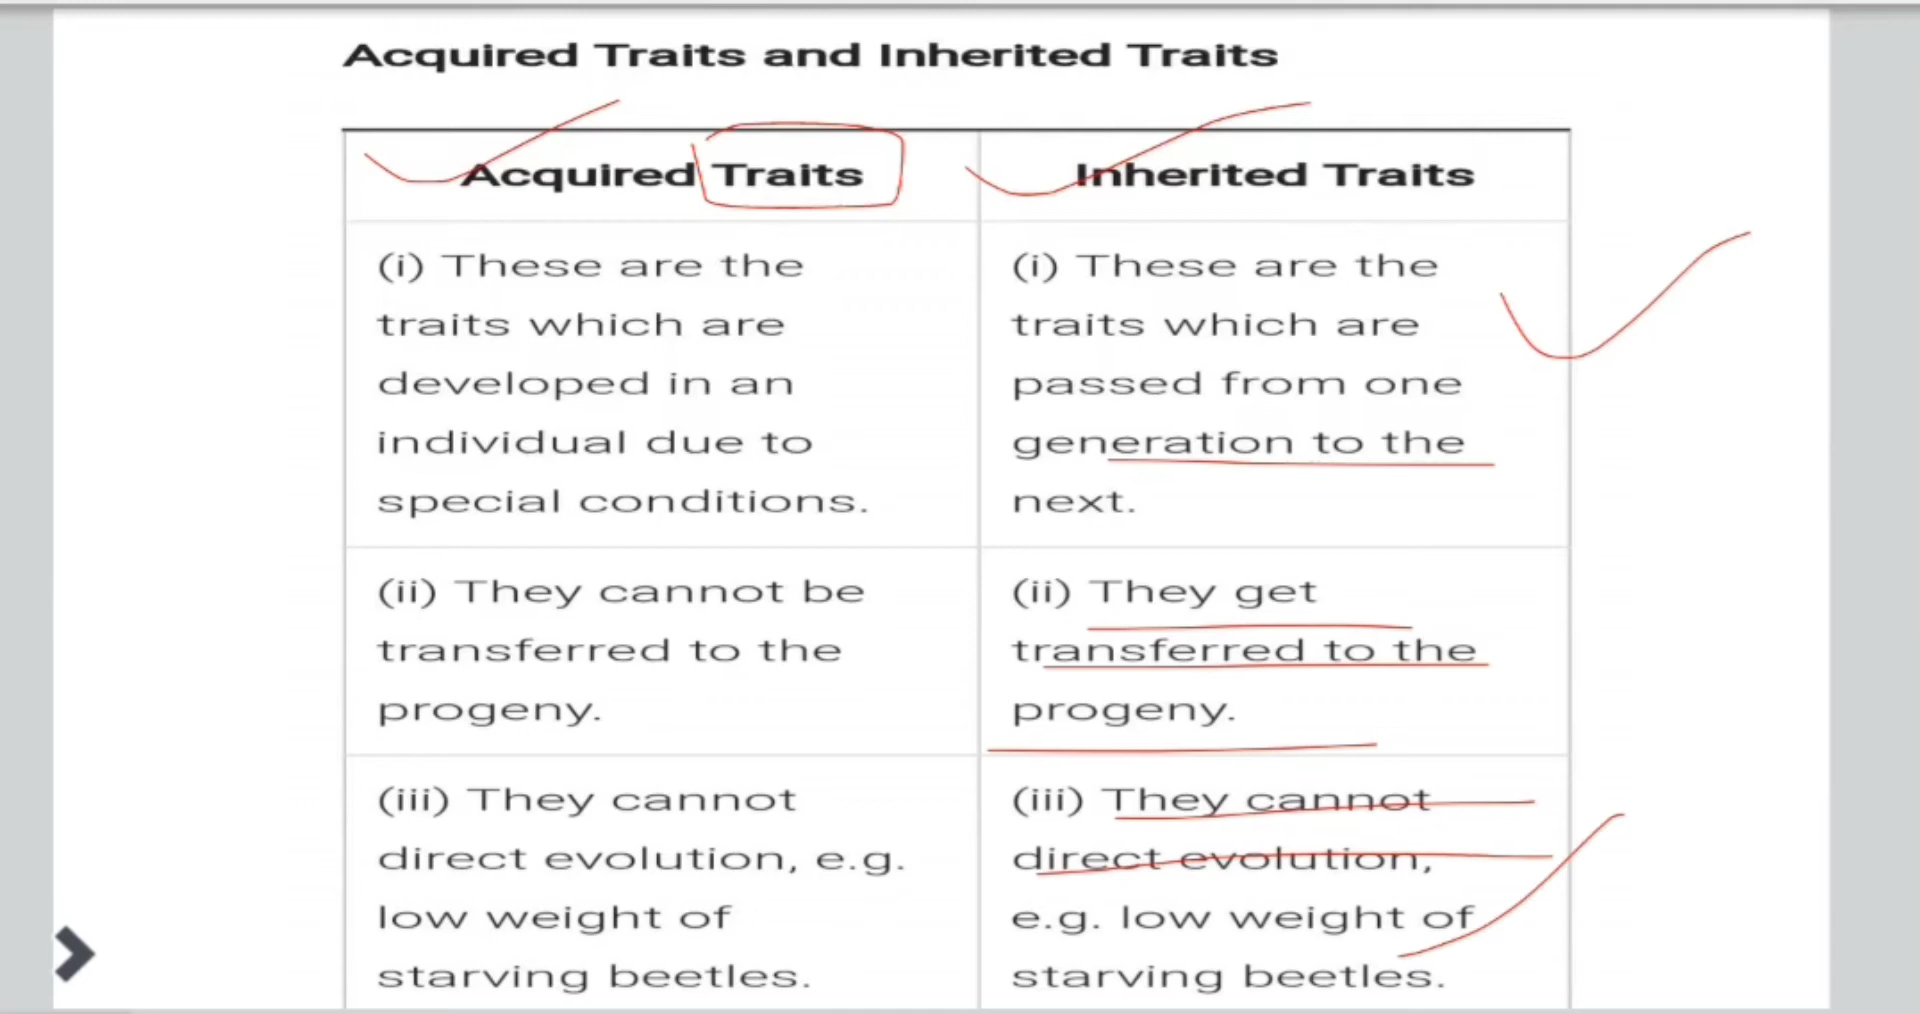 Acquired Traits and Inherited Traits
Acquired Traits
Inherited Traits
(i) These are the
traits which are
developed in an
individual due to
special conditions.
(i) These are the
traits which are
passed from one
generation to the
next.
(ii) They cannot be
transferred to the
progeny.
(ii) They get
transferred to the
progeny.
(iii) They cannot
direct evolution, e.g.
low weight of
starving beetles.
(iii) They cannot
direct evolution,
e.g. low weight of
starving beetles.